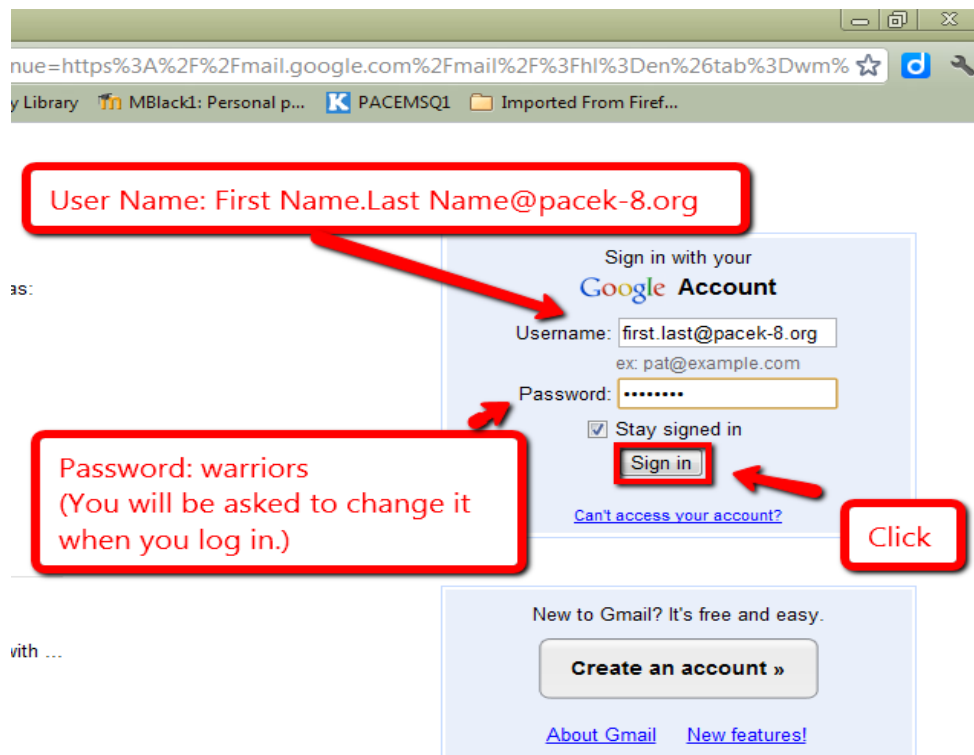 nue=https%3A%2F%2Fmail.google.com%2Fmail%2F%3Fhl%3Den%26tab%3Dwm%
y Library MBlack1: Personal p... PACEMSQ1 Imported From Firef...
User Name: First Name.Last Name@pacek-8.org
Sign in with your
as:
Google Account
Username: first.last@pacek-8.org
ex: pat@example.com
Password: ••••••••
Stay signed in
Sign in
Password: warriors
(You will be asked to change it
when you log in.)
Can't access your account?
Click
New to Gmail? It's free and easy.
with ...
Create an account »
About Gmail New features!